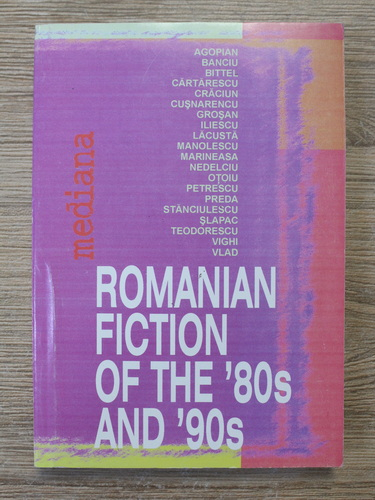 AGOPIAN
BANCIU
BITTEL
CĂRTĂRESCU
CRĂCIUN
CUŞNARENCU
GROŞAN
ILIESCU
LĂCUSTĂ
MANOLESCU
MARINEASA
NEDELCIU
OŢOIU
PETRESCU
PREDA
STĂNCIULESCU
ŞLAPAC
TEODORESCU
VIGHI
VLAD
mediana
ROMANIAN
FICTION
OF THE '80s
AND '90s